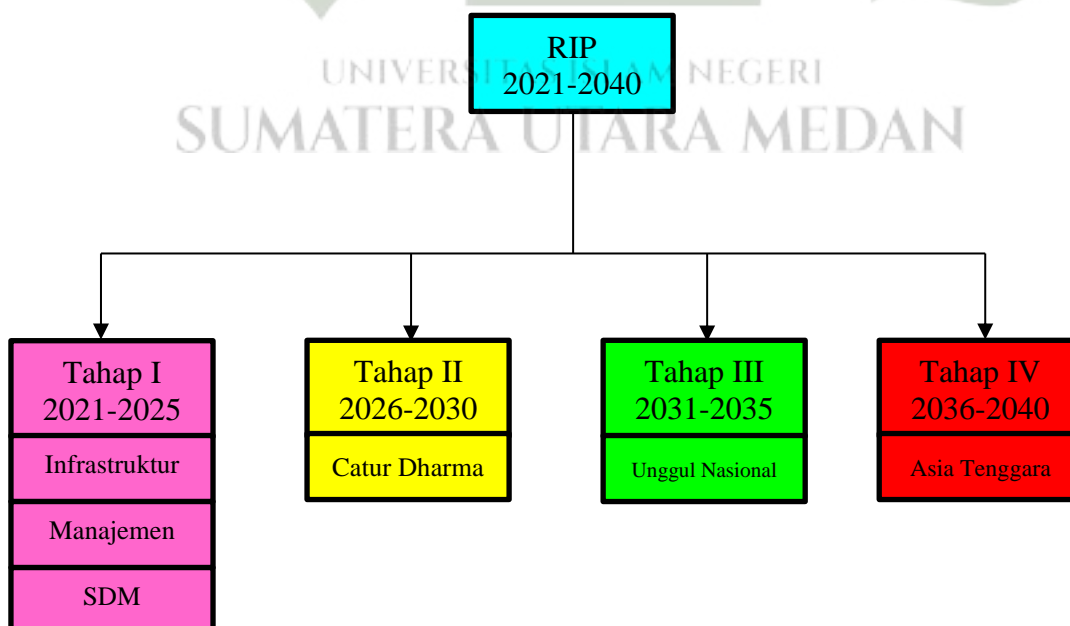 RIP
UNIVERSITAS ISLAM NEGERI
2021-2040
SUMATERA UTARA MEDAN
Tahap I
2021-2025
Infrastruktur
Manajemen
SDM
Tahap II
2026-2030
Catur Dharma
Tahap III
2031-2035
Unggul Nasional
Tahap IV
2036-2040
Asia Tenggara